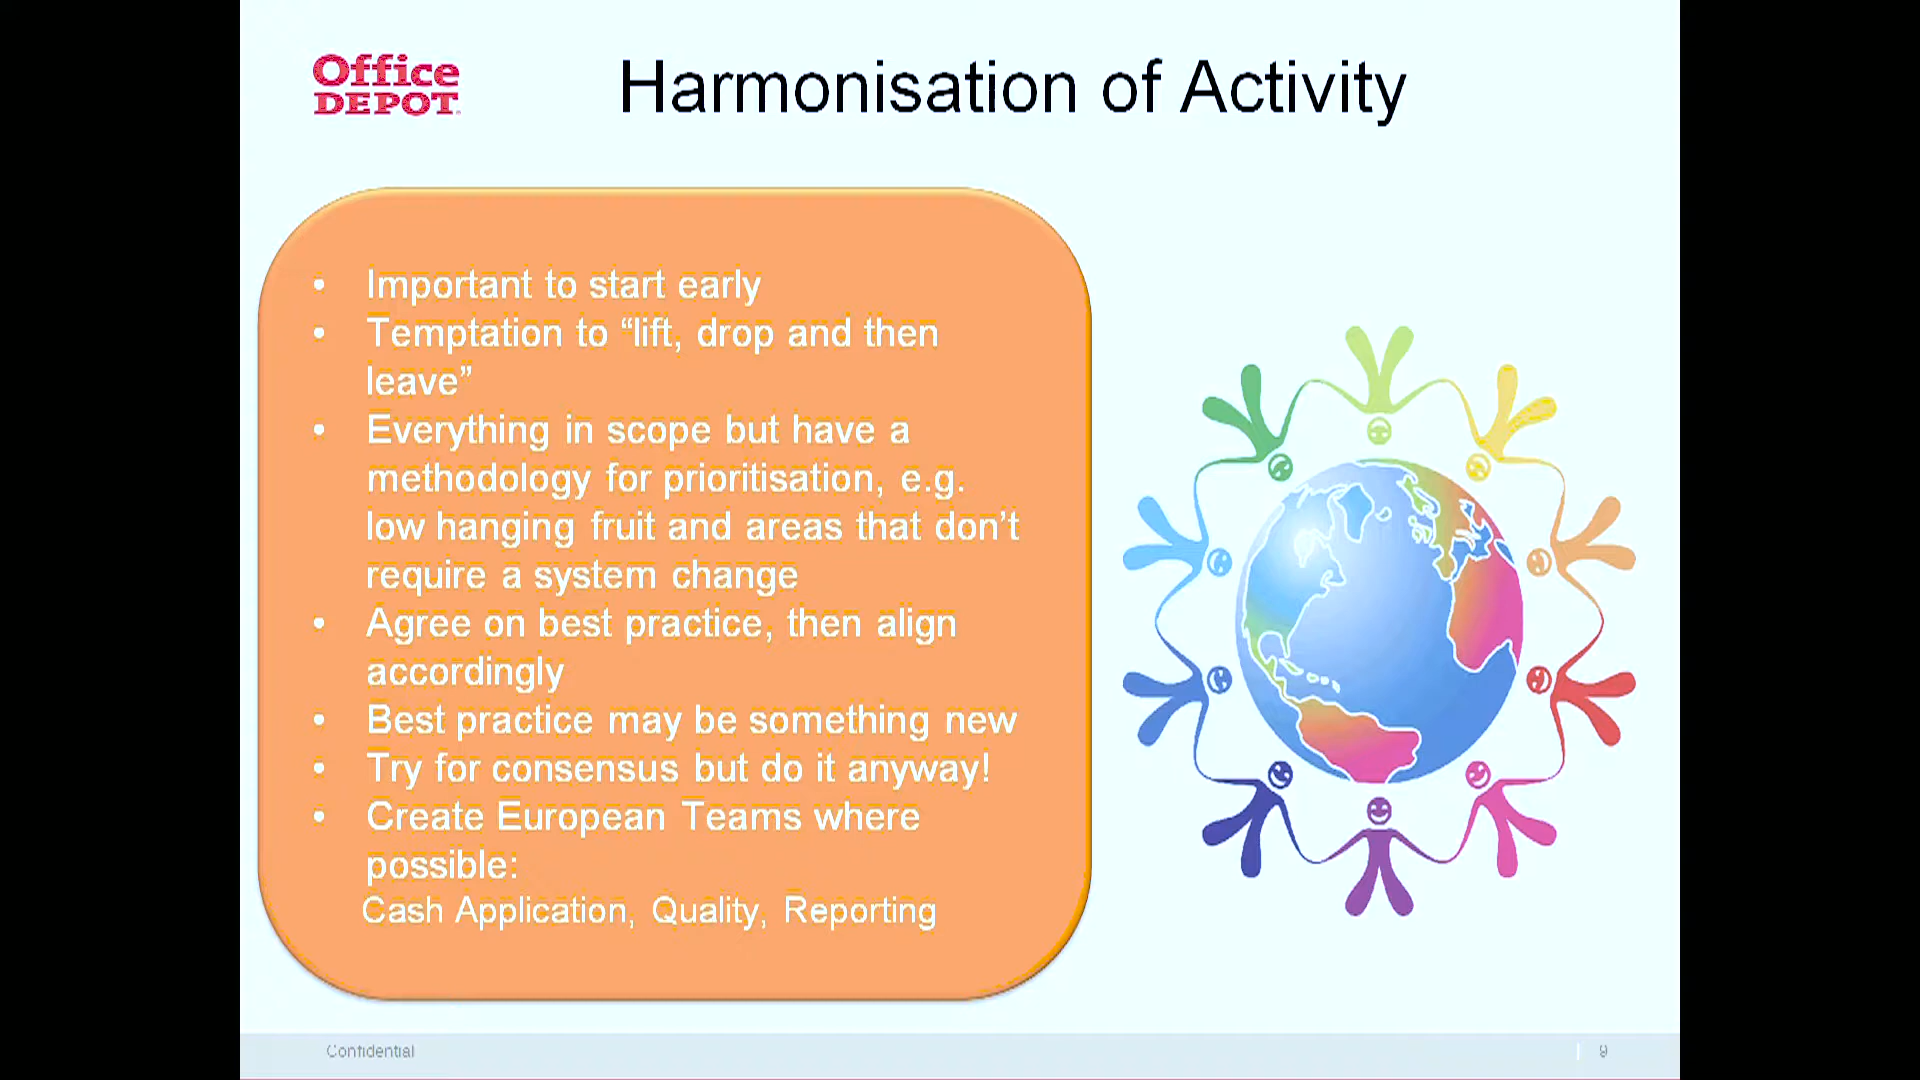 Office
DEPOT
Harmonisation of Activity
• Important to start early
• Temptation to “lift, drop and then
leave”
• Everything in scope but have a
methodology for prioritisation, e.g.
low hanging fruit and areas that don’t
require a system change
• Agree on best practice, then align
accordingly
• Best practice may be something new
• Try for consensus but do it anyway!
• Create European Teams where
possible:
Cash Application, Quality, Reporting
Confidential
| 9